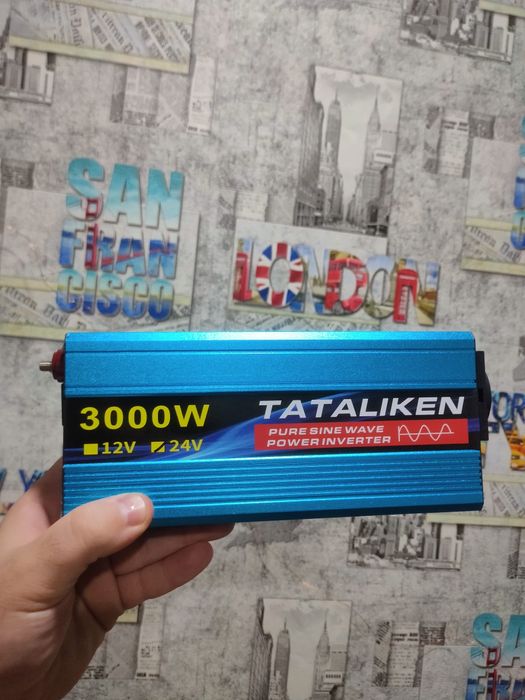 SAN
FRAN
CISCO
LONDON
3000W
12V
24V
TATALIKEN
PURE SINE WAVE
POWER INVERTER